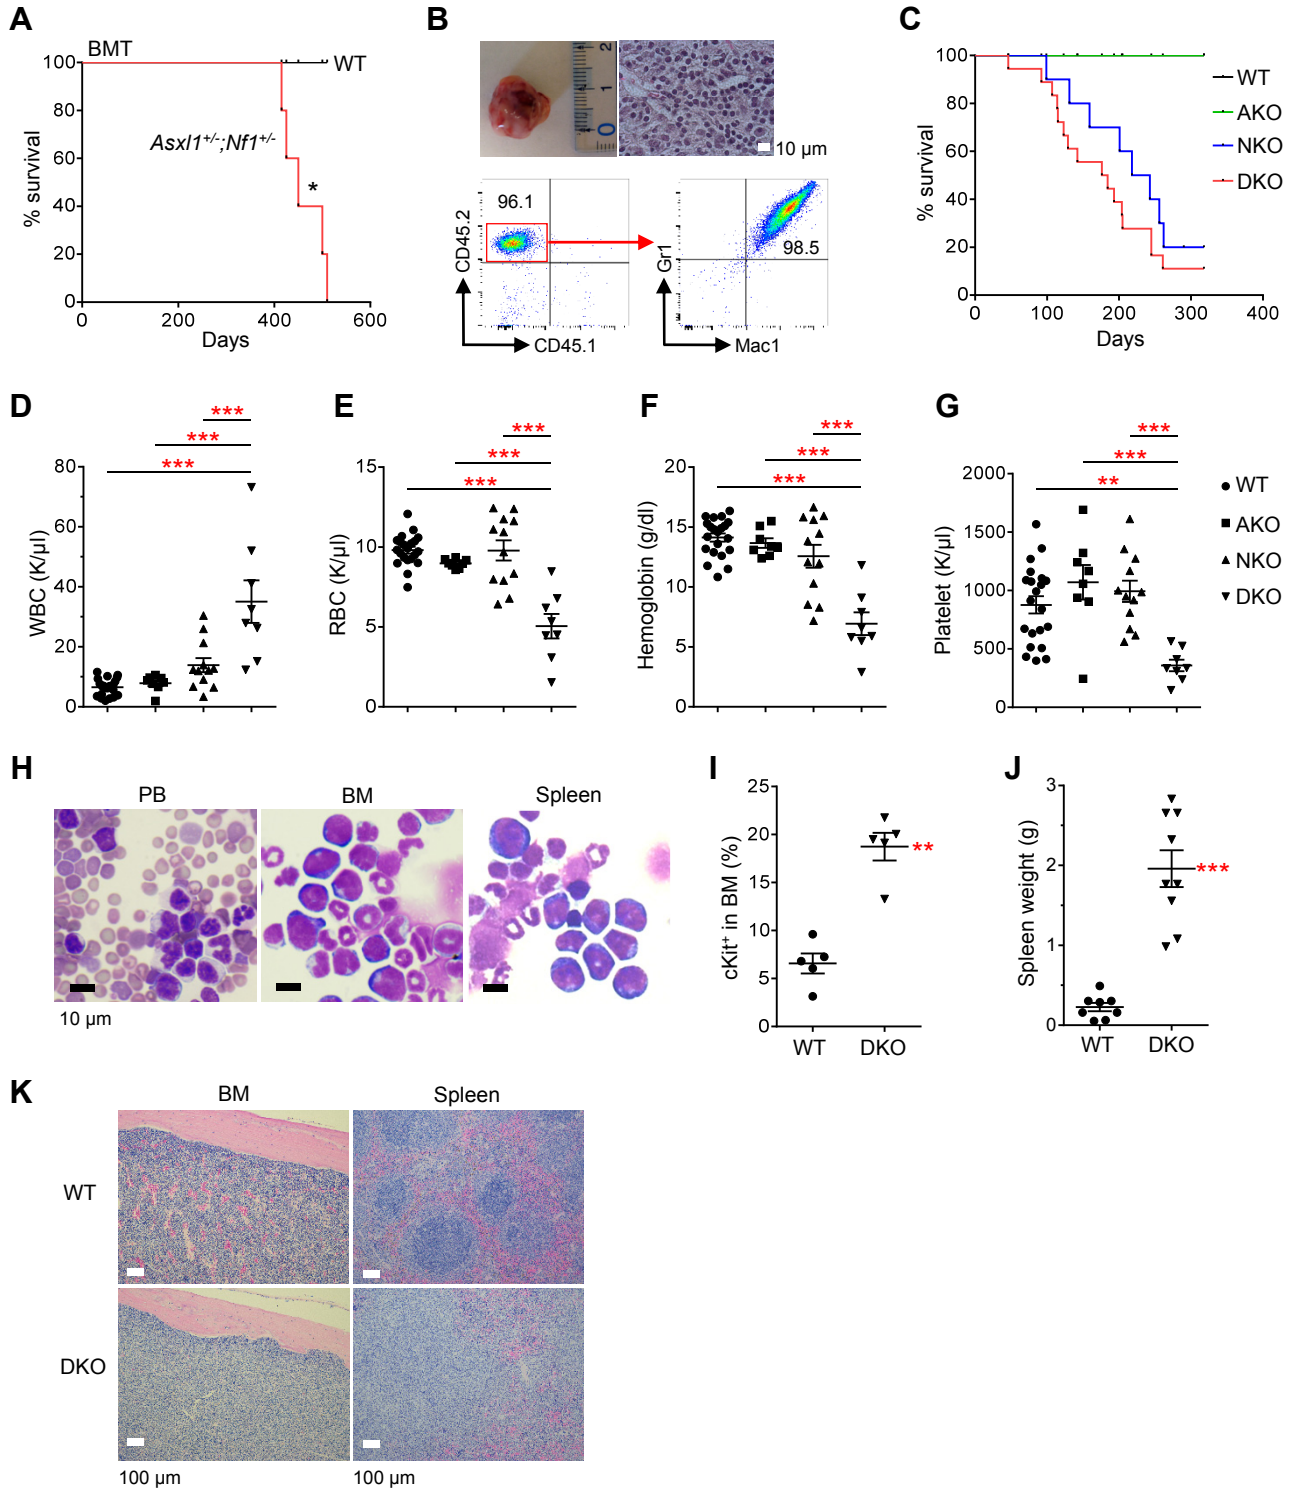 A
BMT
WT
Asxl1+/-;Nf1+/-
*
% survival
100
80
60
40
20
0
0 200 400 600
Days
B
0 1 2
10 µm
96.1
98.5
CD45.2
CD45.1
Gr1
Mac1
C
% survival
100
80
60
40
20
0
0 100 200 300 400
Days
WT
AKO
NKO
DKO
D
***
***
***
WBC (K/µl)
80
60
40
20
0
E
***
***
***
RBC (K/µl)
15
10
5
0
F
***
***
***
Hemoglobin (g/dl)
20
15
10
5
0
G
***
***
**
Platelet (K/µl)
2000
1500
1000
500
0
WT
AKO
NKO
DKO
H
PB BM Spleen
10 µm
I
cKit+ in BM (%)
25
20
15
10
5
0
**
WT DKO
J
Spleen weight (g)
3
2
1
0
***
WT DKO
K
BM Spleen
WT
DKO
100 µm 100 µm